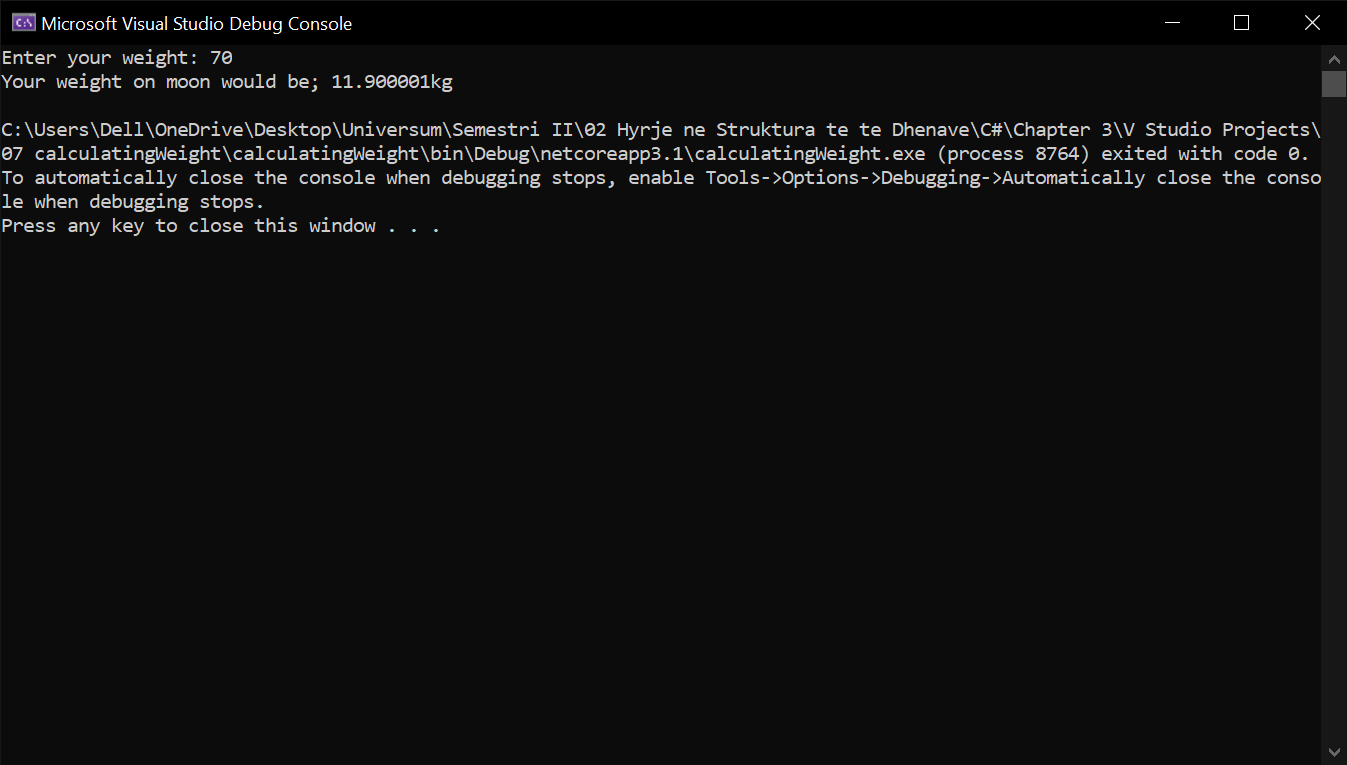 Microsoft Visual Studio Debug Console
Enter your weight: 70
Your weight on moon would be; 11.900001kg
C:\Users\Dell\OneDrive\Desktop\Universum\Semestri II\02 Hyrje ne Struktura te te Dhenave\C#\Chapter 3\V Studio Projects\
07 calculatingWeight\calculatingWeight\bin\Debug\netcoreapp3.1\calculatingWeight.exe (process 8764) exited with code 0.
To automatically close the console when debugging stops, enable Tools->Options->Debugging->Automatically close the conso
le when debugging stops.
Press any key to close this window . . .